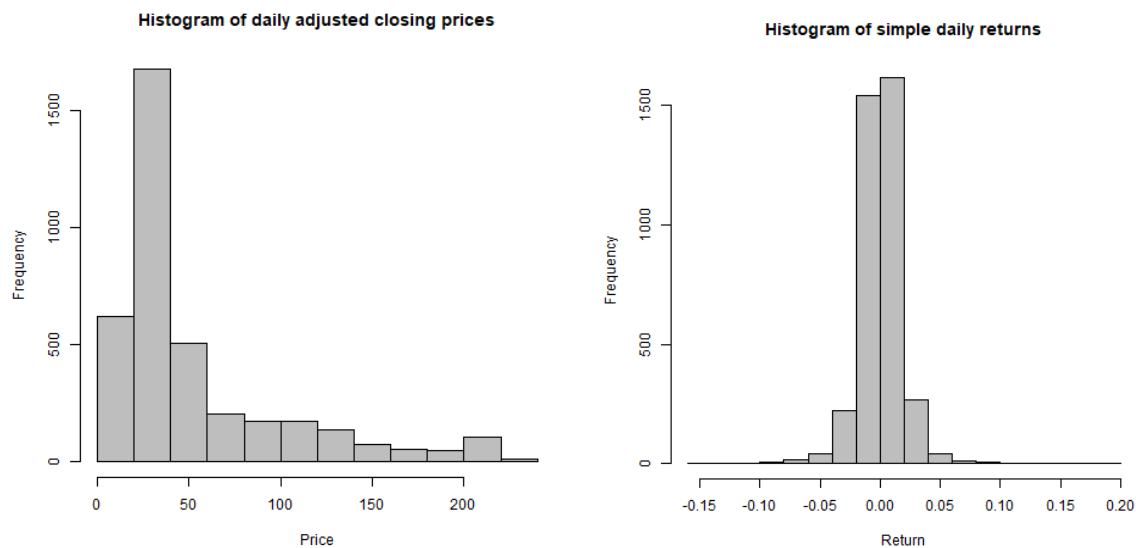 Histogram of daily adjusted closing prices
Frequency
1500
1000
500
0
0 50 100 150 200
Price
Histogram of simple daily returns
Frequency
1500
1000
500
0
-0.15 -0.10 -0.05 0.00 0.05 0.10 0.15 0.20
Return